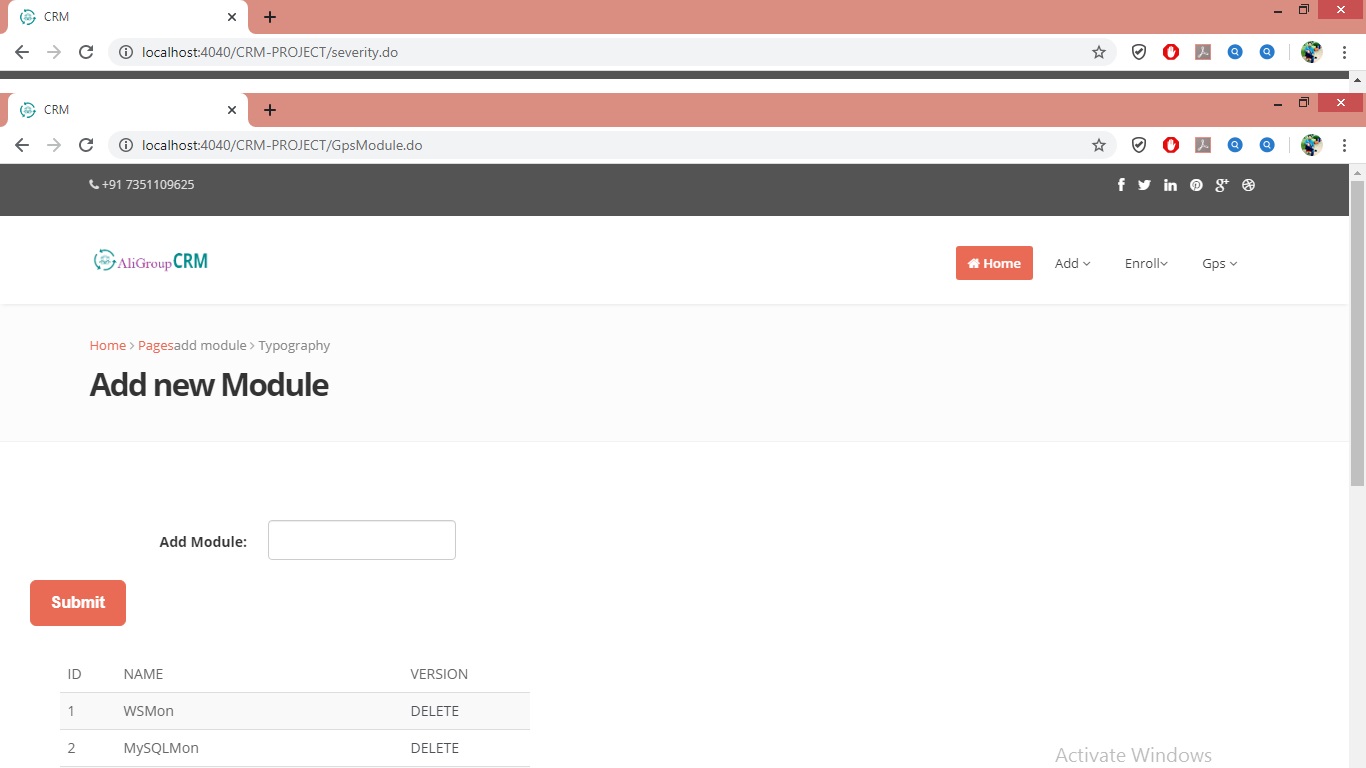 CRM
localhost:4040/CRM-PROJECT/severity.do
CRM
localhost:4040/CRM-PROJECT/GpsModule.do
+91 7351109625
AliGroupCRM
Home Add Enroll Gps
Home > Pagesadd module > Typography
Add new Module
Add Module:
Submit
ID NAME VERSION
1 WSMon DELETE
2 MySQLMon DELETE
Activate Windows